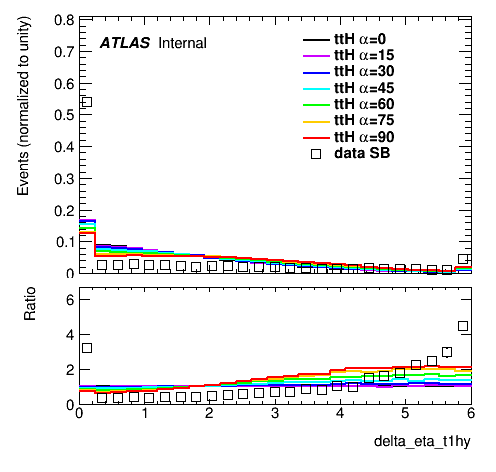 Events (normalized to unity)
0.8
0.7
0.6
0.5
0.4
0.3
0.2
0.1
0
ATLAS Internal
ttH α=0
ttH α=15
ttH α=30
ttH α=45
ttH α=60
ttH α=75
ttH α=90
data SB
Ratio
6
4
2
0
0 1 2 3 4 5 6
delta_eta_t1hy